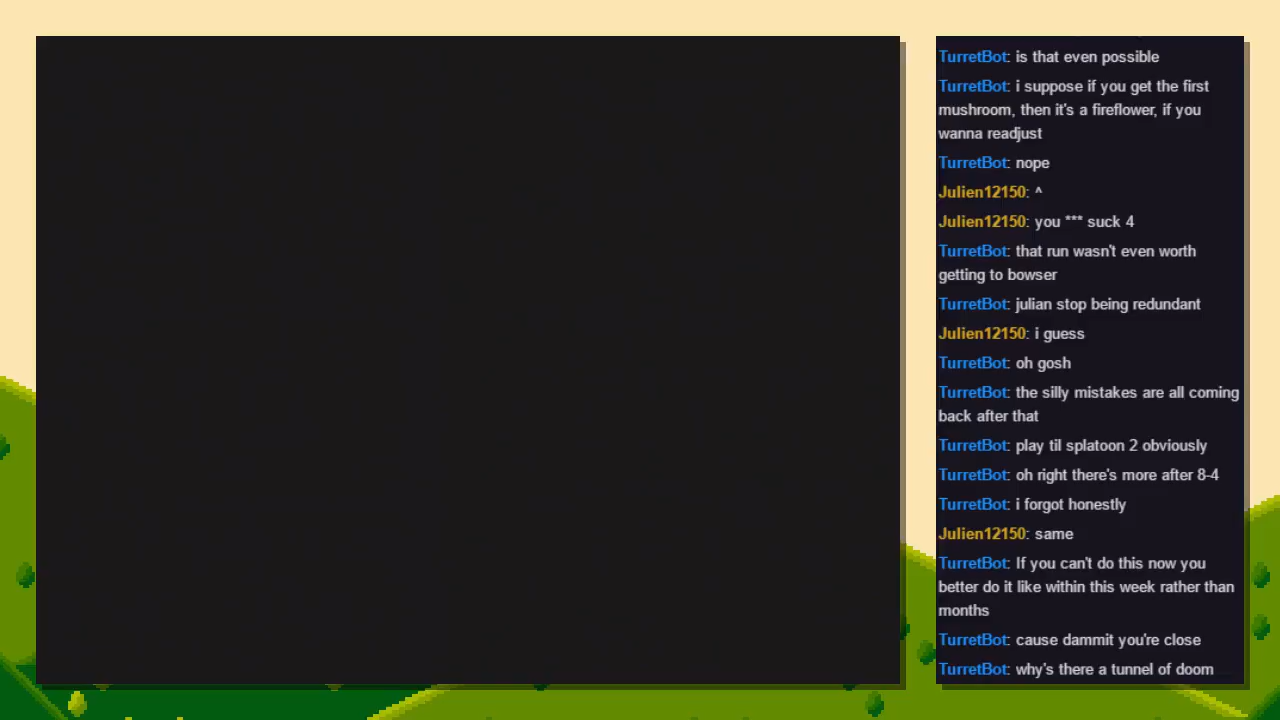 TurretBot: is that even possible
TurretBot: i suppose if you get the first
mushroom, then it's a fireflower, if you
wanna readjust
TurretBot: nope
Julien12150: ^
Julien12150: you *** suck 4
TurretBot: that run wasn't even worth
getting to bowser
TurretBot: julian stop being redundant
Julien12150: i guess
TurretBot: oh gosh
TurretBot: the silly mistakes are all coming
back after that
TurretBot: play til splatoon 2 obviously
TurretBot: oh right there's more after 8-4
TurretBot: i forgot honestly
Julien12150: same
TurretBot: If you can't do this now you
better do it like within this week rather than
months
TurretBot: cause dammit you're close
TurretBot: why's there a tunnel of doom